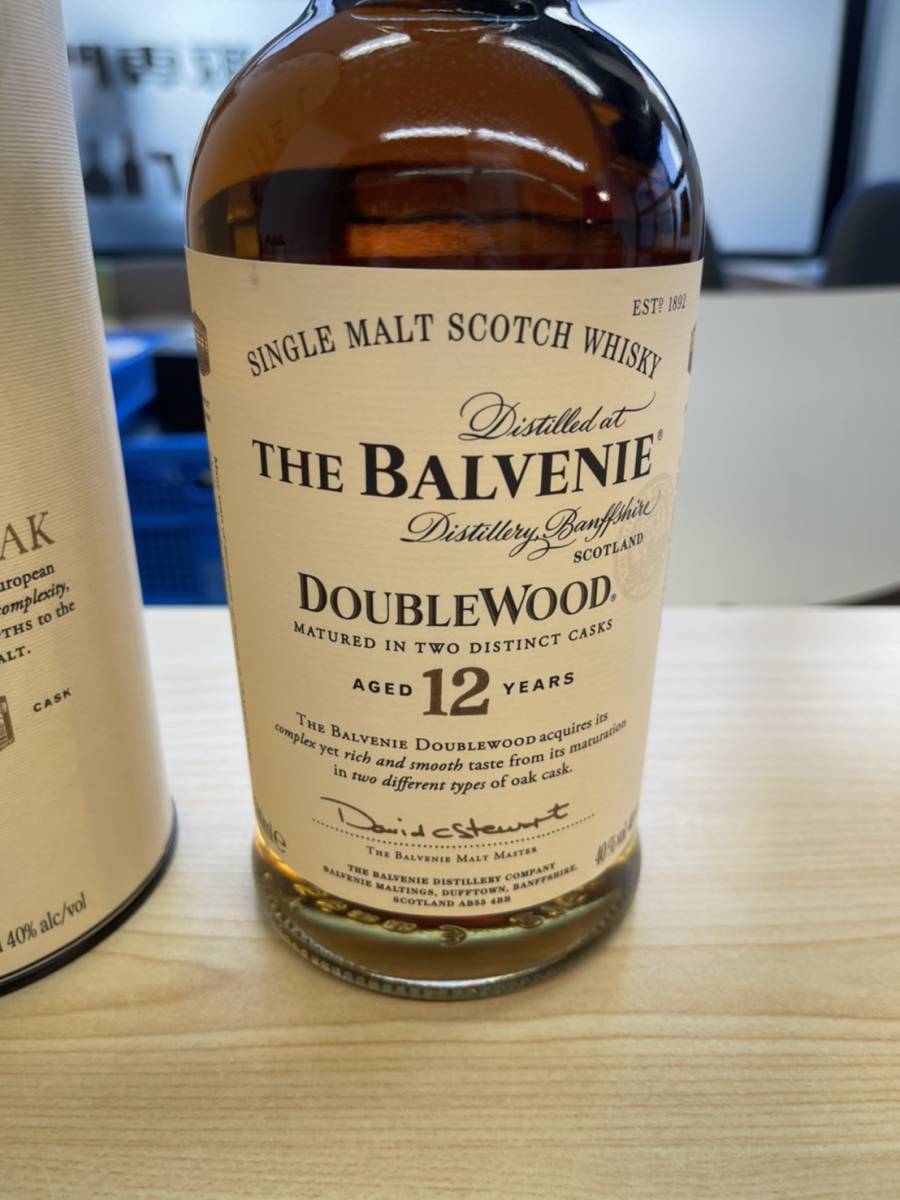 ESTD 1892
SINGLE MALT SCOTCH WHISKY
Distilled at
THE BALVENIE®
Distillery, Banffshire
SCOTLAND
DOUBLEWOOD®
MATURED IN TWO DISTINCT CASKS
AGED 12 YEARS
THE BALVENIE DOUBLEWOOD acquires its
complex yet rich and smooth taste from its maturation
in two different types of oak cask.
David C Stewart
THE BALVENIE MALT MASTER
THE BALVENIE DISTILLERY COMPANY
BALVENIE MALTINGS, DUFFTOWN, BANFFSHIRE,
SCOTLAND AB55 4BB
40% vol
AK
uropean
complexity,
THS to the
ALT.
CASK
40% alc/vol